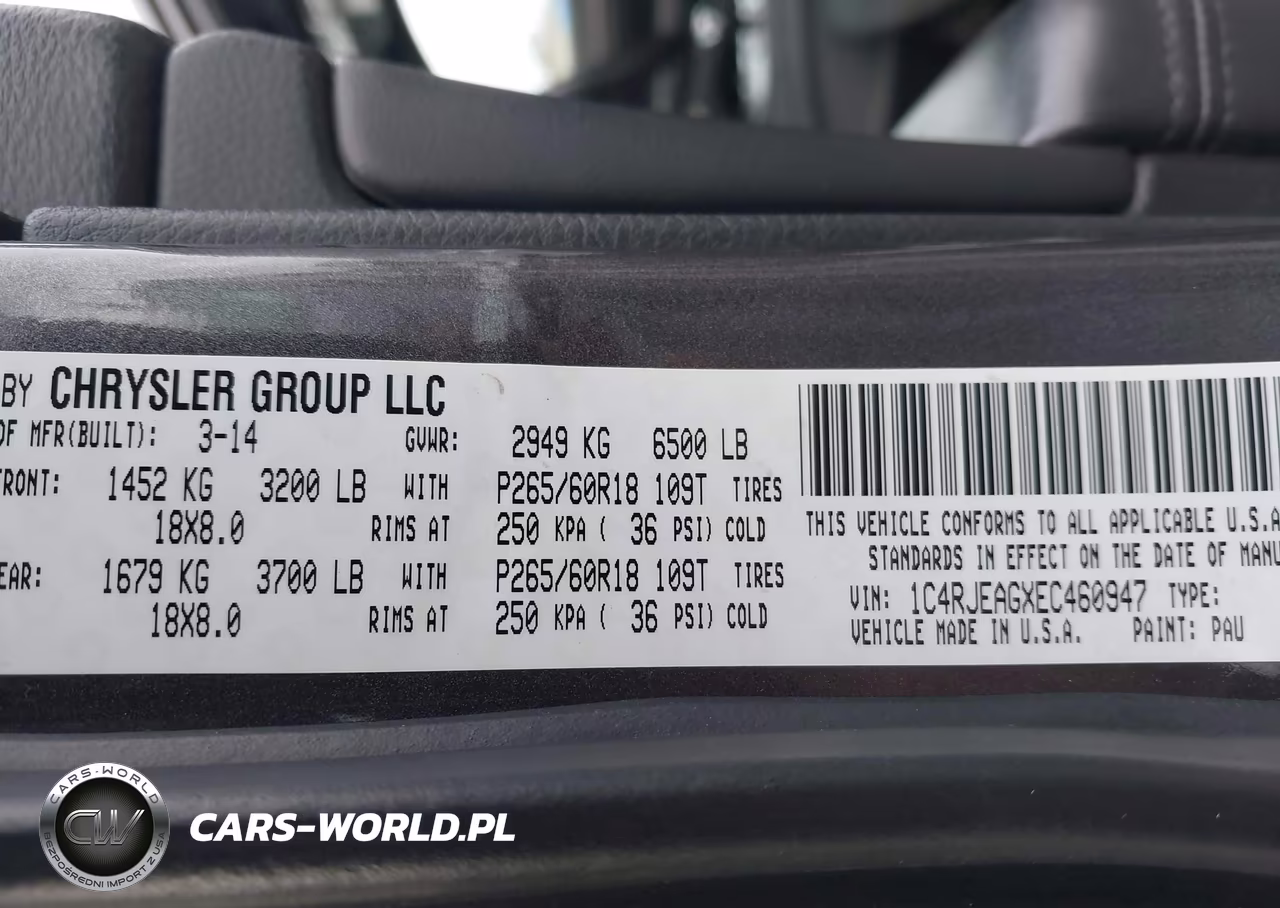 BY CHRYSLER GROUP LLC
OF MFR(BUILT): 3-14 GVWR: 2949 KG 6500 LB
FRONT: 1452 KG 3200 LB WITH P265/60R18 109T TIRES
18X8.0 RIMS AT 250 KPA ( 36 PSI) COLD
EAR: 1679 KG 3700 LB WITH P265/60R18 109T TIRES
18X8.0 RIMS AT 250 KPA ( 36 PSI) COLD
THIS VEHICLE CONFORMS TO ALL APPLICABLE U.S.A
STANDARDS IN EFFECT ON THE DATE OF MANU
VIN: 1C4RJEAGXEC460947 TYPE:
VEHICLE MADE IN U.S.A. PAINT: PAU
CARS-WORLD
CW
BEZPOŚREDNI IMPORT Z USA
CARS-WORLD.PL